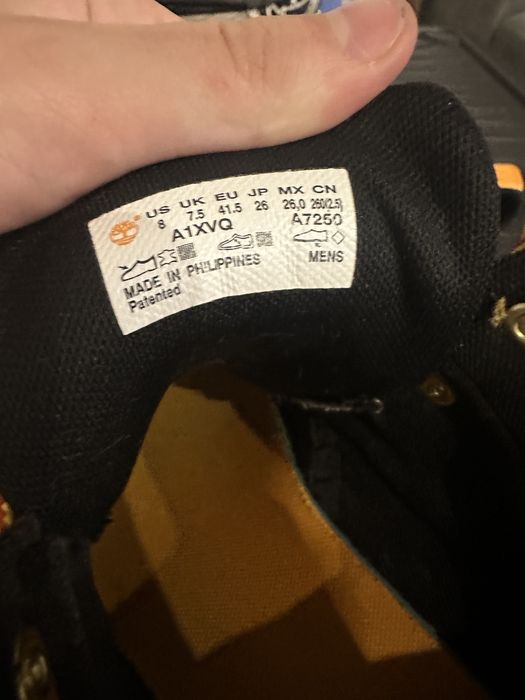 US UK EU JP MX CN
8 7.5 41.5 26 26,0 260(2.5)
A1XVQ A7250
MADE IN PHILIPPINES MENS
Patented